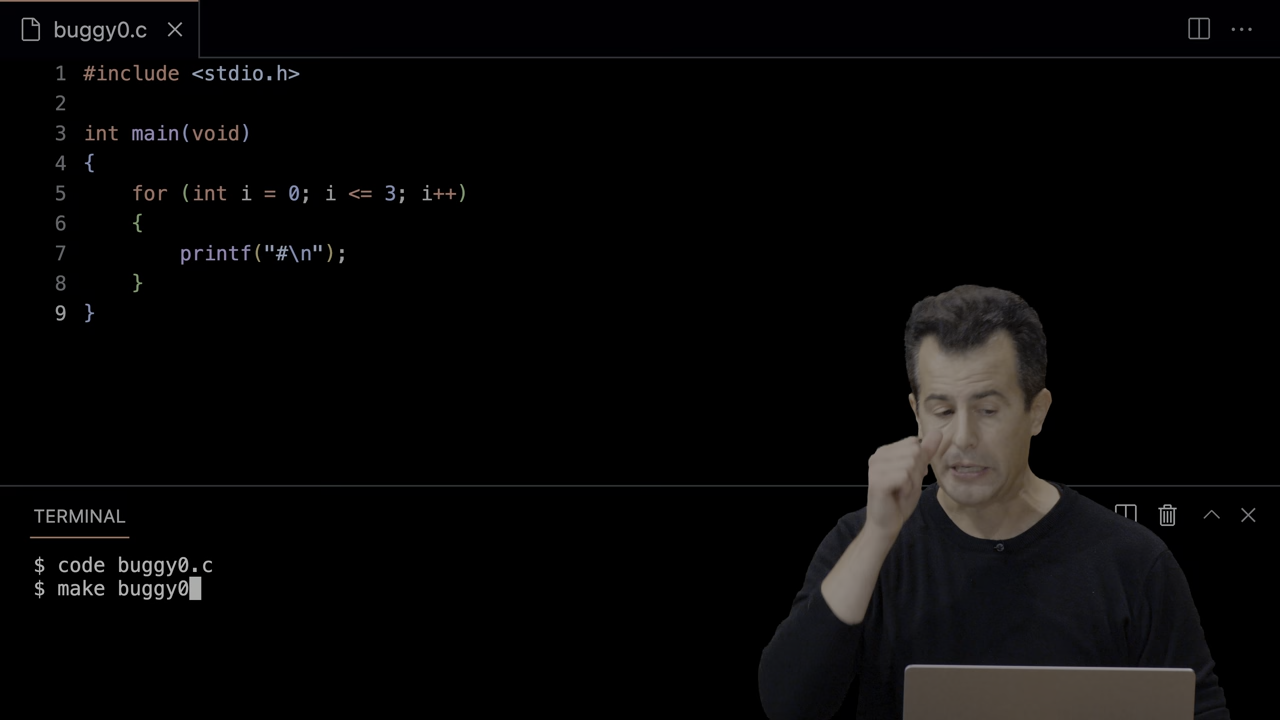 buggy0.c
1 #include <stdio.h>
2
3 int main(void)
4 {
5     for (int i = 0; i <= 3; i++)
6     {
7         printf("#\n");
8     }
9 }
TERMINAL
$ code buggy0.c
$ make buggy0